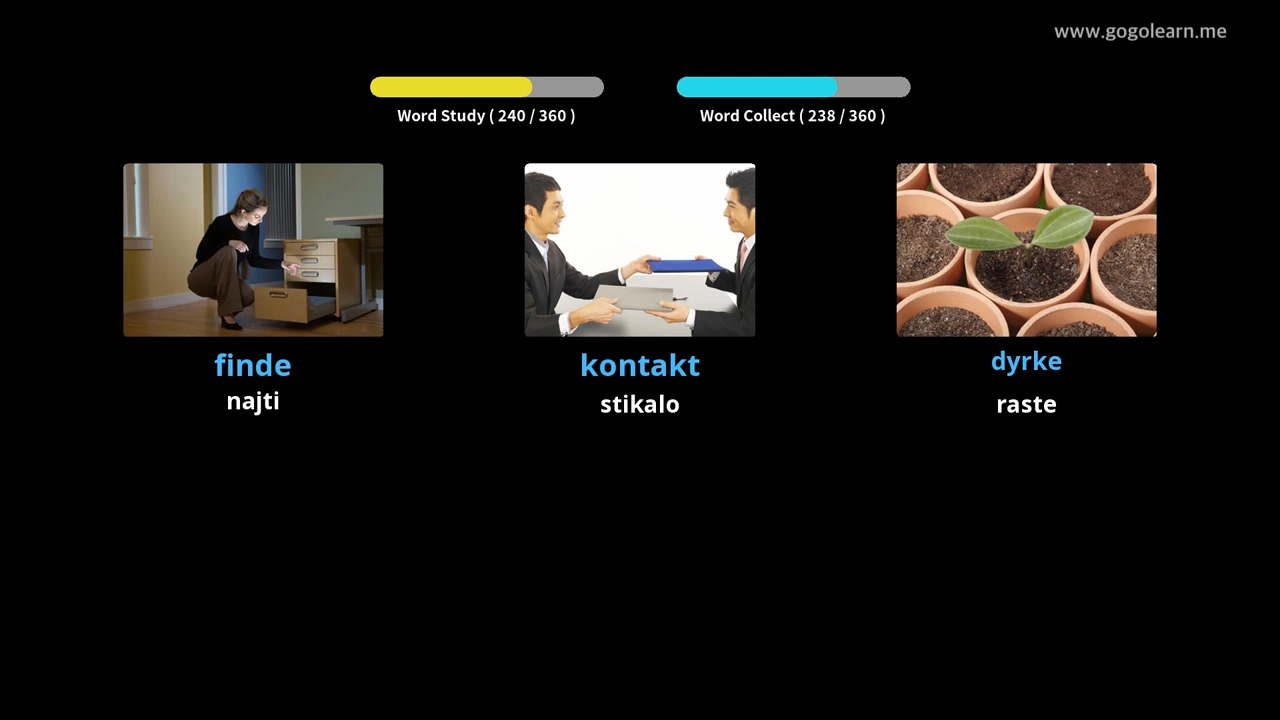 www.gogolearn.me
Word Study ( 240 / 360 )
Word Collect ( 238 / 360 )
finde
kontakt
dyrke
najti
stikalo
raste